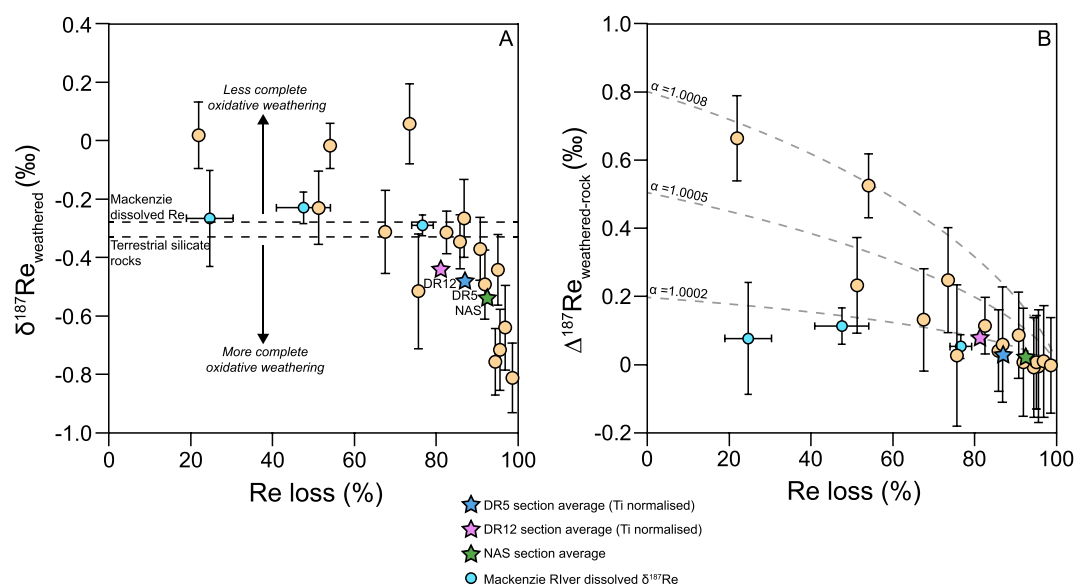 A
0.4
0.2
0
-0.2
-0.4
-0.6
-0.8
-1.0
δ¹⁸⁷Re_weathered (‰)
Less complete
oxidative weathering
Mackenzie
dissolved Re
Terrestrial silicate
rocks
DR12
DR5
NAS
More complete
oxidative weathering
0 20 40 60 80 100
Re loss (%)
B
1.0
0.8
0.6
0.4
0.2
0
-0.2
Δ¹⁸⁷Re_weathered-rock (‰)
α =1.0008
α =1.0005
α =1.0002
0 20 40 60 80 100
Re loss (%)
DR5 section average (Ti normalised)
DR12 section average (Ti normalised)
NAS section average
Mackenzie RIver dissolved δ¹⁸⁷Re